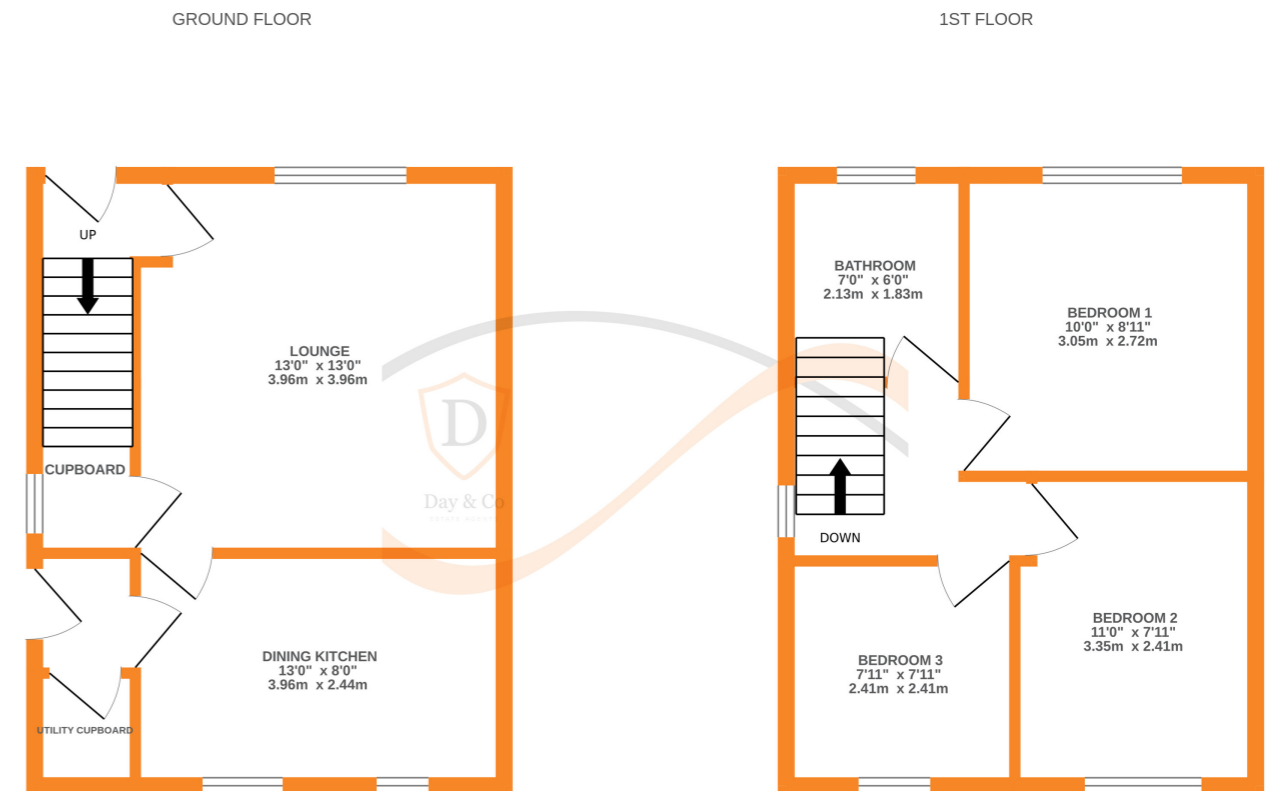 GROUND FLOOR
1ST FLOOR
UP
LOUNGE
13'0" x 13'0"
3.96m x 3.96m
CUPBOARD
DINING KITCHEN
13'0" x 8'0"
3.96m x 2.44m
UTILITY CUPBOARD
BATHROOM
7'0" x 6'0"
2.13m x 1.83m
BEDROOM 1
10'0" x 8'11"
3.05m x 2.72m
DOWN
BEDROOM 2
11'0" x 7'11"
3.35m x 2.41m
BEDROOM 3
7'11" x 7'11"
2.41m x 2.41m
D
Day & Co
ESTATE AGENTS